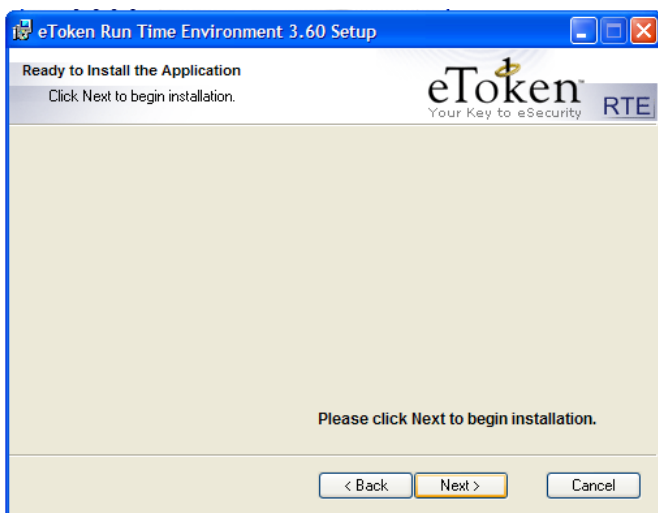 eToken Run Time Environment 3.60 Setup
Ready to Install the Application
Click Next to begin installation.
eToken™
Your Key to eSecurity
RTE
Please click Next to begin installation.
< Back
Next >
Cancel